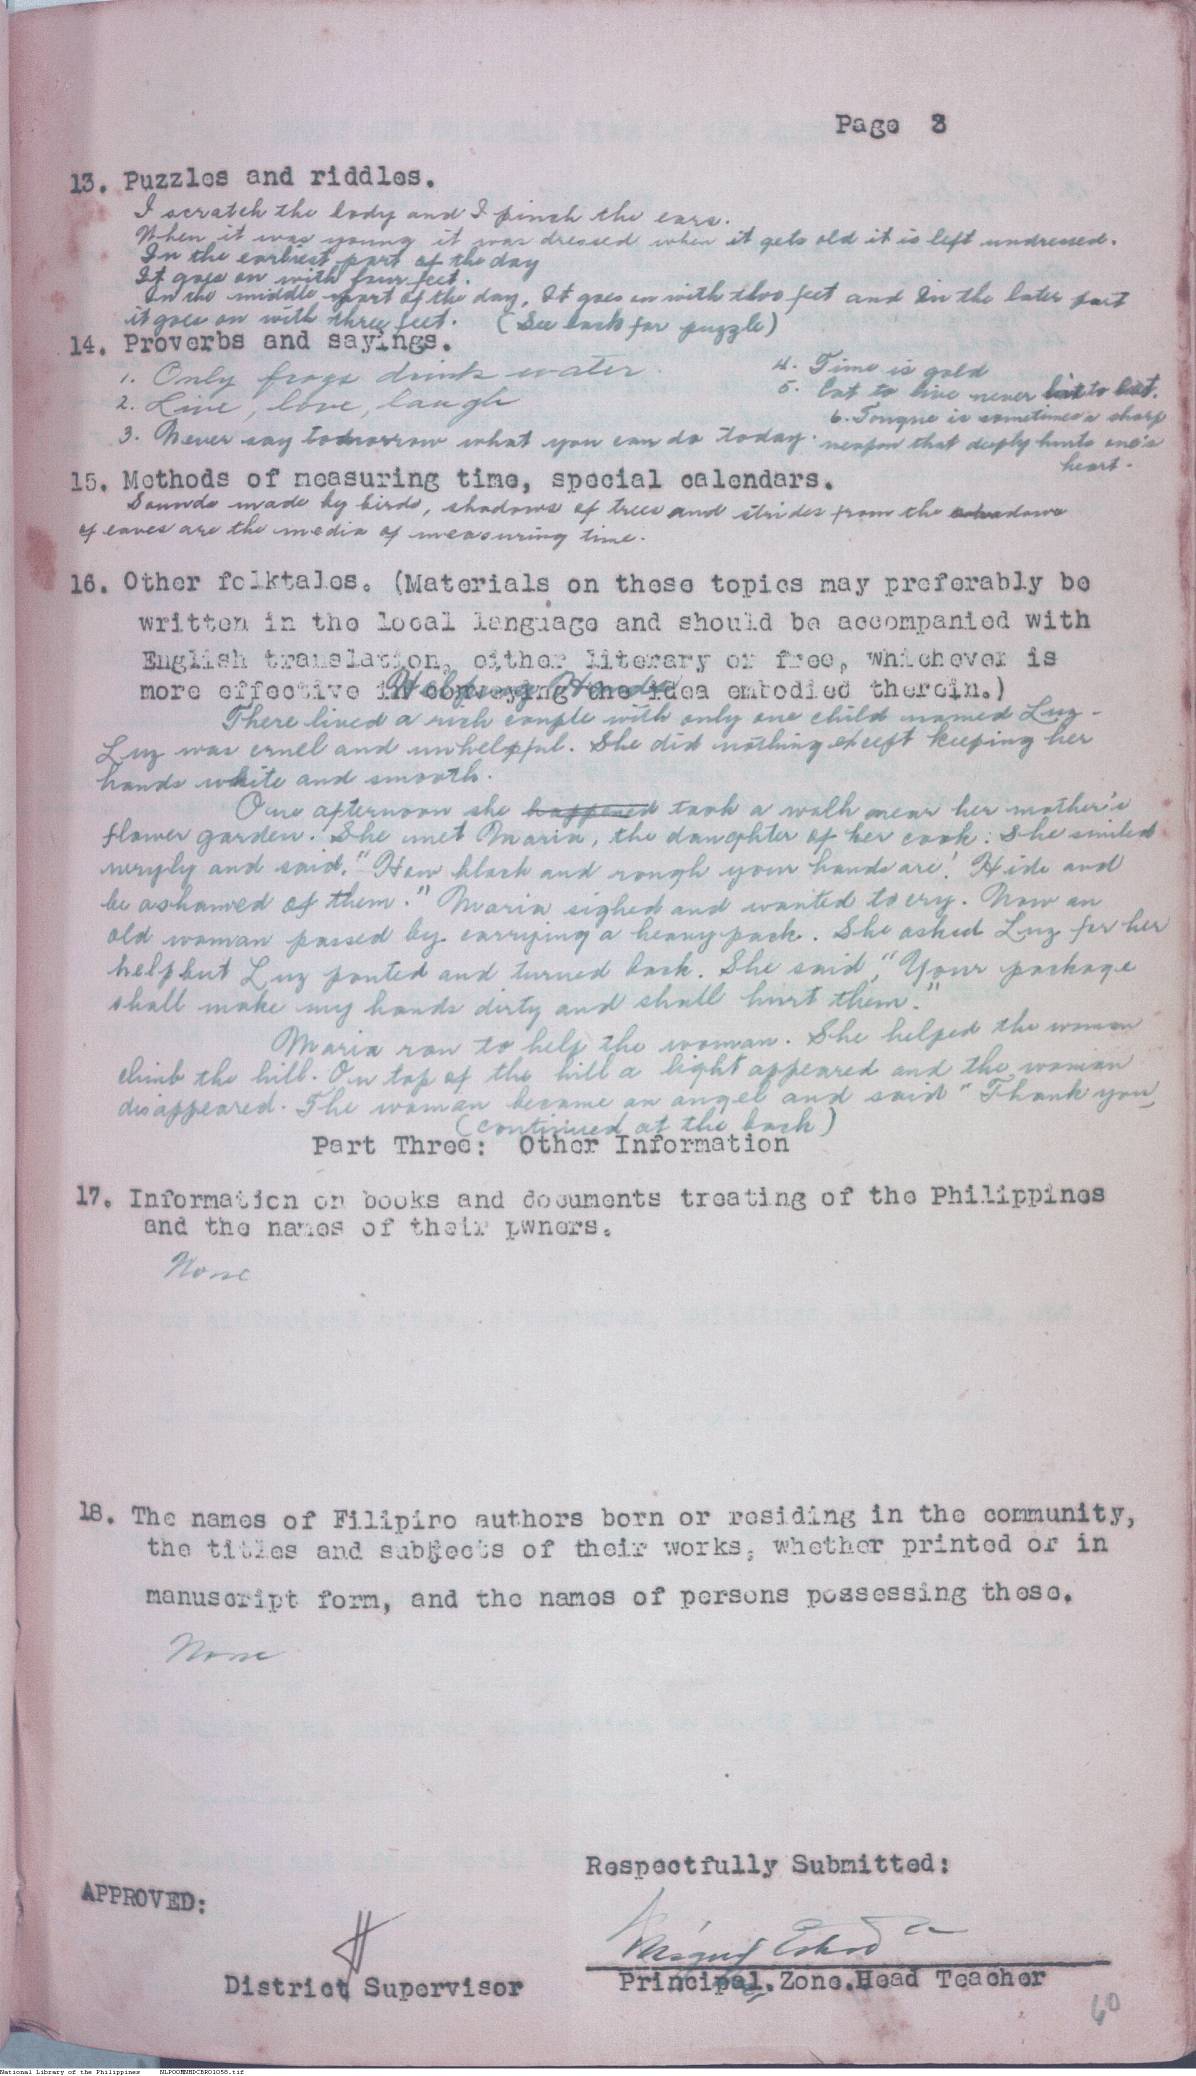 Page 3
13. Puzzles and riddles.
I scratch the body and I pinch the ears.
When it was young it was dressed when it gets old it is left undressed.
In the earliest part of the day
It goes on with four feet.
In the middle part of the day, It goes on with two feet and In the later part
it goes on with three feet. (See back for puzzle)
14. Proverbs and sayings.
1. Only frogs drink water.
2. Live, love, laugh
3. Never say tomorrow what you can do today.
4. Time is gold
5. Eat to live never to
6. Tongue is sometimes a sharp
weapon that deeply hunts one's
heart.
15. Methods of measuring time, special calendars.
Sounds made by birds, shadows of trees and strides from the shadows
of eaves are the media of measuring time.
16. Other folktales. (Materials on these topics may preferably be
written in the local language and should be accompanied with
English translation, either literary or free, whichever is
more effective in conveying the idea embodied therein.)
Helping Hands
There lived a rich couple with only one child named Luz.
Luz was cruel and unhelpful. She did nothing except keeping her
hands white and smooth.
One afternoon she happened took a walk near her mother's
flower garden. She met Maria, the daughter of her cook. She smiled
and said, "How black and rough your hands are! Hide and
be ashamed of them." Maria sighed and wanted to cry. Now an
old woman passed by carrying a heavy pack. She asked Luz for her
help but Luz pouted and turned back. She said, "Your package
shall make my hands dirty and shall hurt them."
Maria ran to help the woman. She helped the woman
climb the hill. On top of the hill a light appeared and the woman
disappeared. The woman became an angel and said "Thank you,
(continued at the back)
Part Three: Other Information
17. Information on books and documents treating of the Philippines
and the names of their pwners.
None
18. The names of Filipino authors born or residing in the community,
the titles and subjects of their works, whether printed or in
manuscript form, and the names of persons possessing these.
None
Respectfully Submitted:
APPROVED:
District Supervisor
Principal, Zone.Head Teacher
60
National Library of the Philippines NLPOOMNHDCBR01058.tif